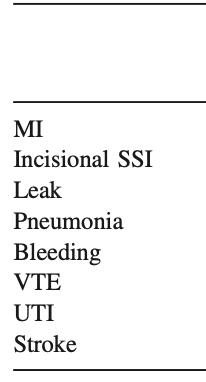 MI
Incisional SSI
Leak
Pneumonia
Bleeding
VTE
UTI
Stroke